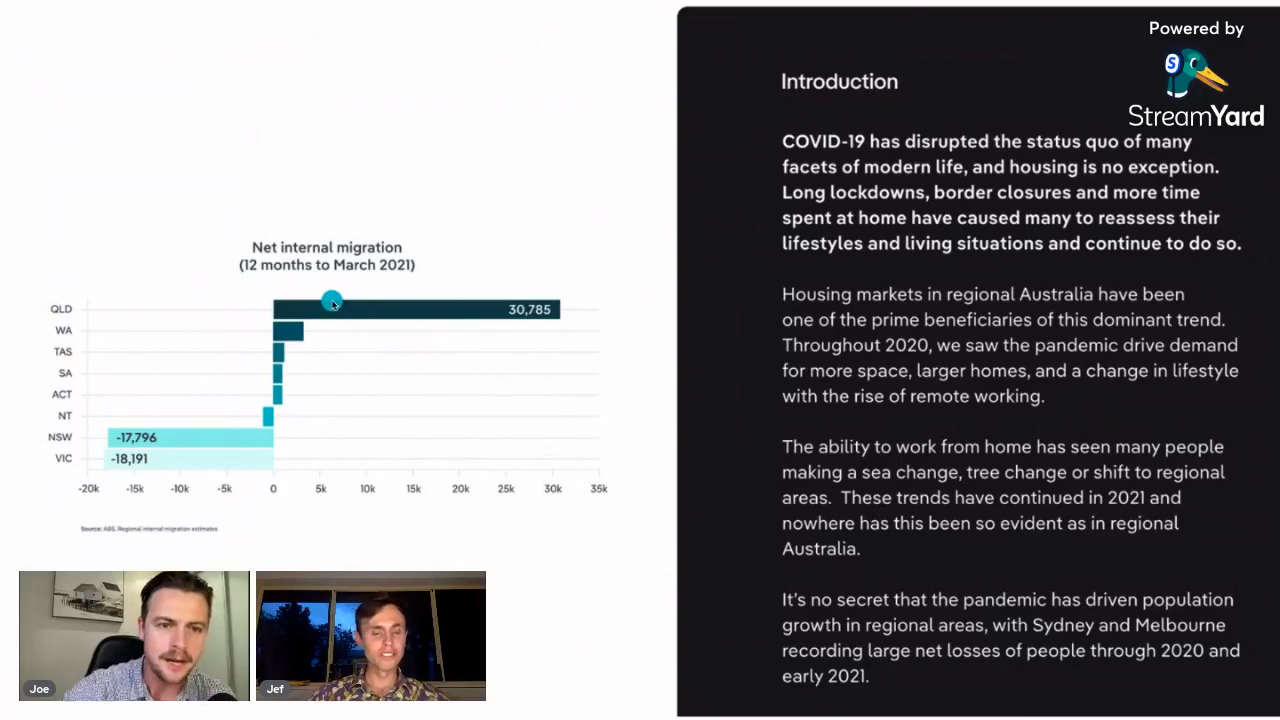 Net internal migration
(12 months to March 2021)
QLD
30,785
WA
TAS
SA
ACT
NT
NSW
-17,796
VIC
-18,191
-20k -15k -10k -5k 0 5k 10k 15k 20k 25k 30k 35k
Source: ABS, Regional internal migration estimates
Joe
Jef
Powered by
S
StreamYard
Introduction
COVID-19 has disrupted the status quo of many
facets of modern life, and housing is no exception.
Long lockdowns, border closures and more time
spent at home have caused many to reassess their
lifestyles and living situations and continue to do so.
Housing markets in regional Australia have been
one of the prime beneficiaries of this dominant trend.
Throughout 2020, we saw the pandemic drive demand
for more space, larger homes, and a change in lifestyle
with the rise of remote working.
The ability to work from home has seen many people
making a sea change, tree change or shift to regional
areas.  These trends have continued in 2021 and
nowhere has this been so evident as in regional
Australia.
It’s no secret that the pandemic has driven population
growth in regional areas, with Sydney and Melbourne
recording large net losses of people through 2020 and
early 2021.